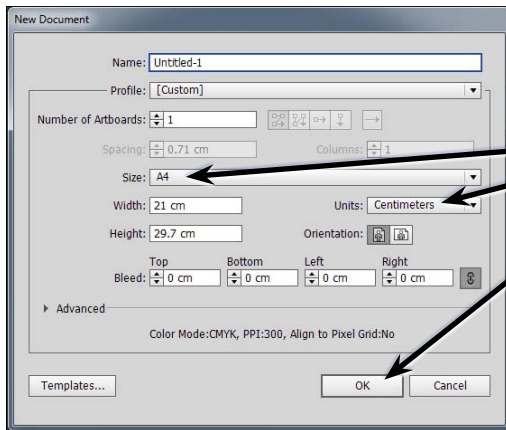 New Document
Name: Untitled-1
Profile: [Custom]
Number of Artboards: 1
Spacing: 0.71 cm Columns: 1
Size: A4
Width: 21 cm Units: Centimeters
Height: 29.7 cm Orientation:
Top Bottom Left Right
Bleed: 0 cm 0 cm 0 cm 0 cm
Advanced
Color Mode:CMYK, PPI:300, Align to Pixel Grid:No
Templates... OK Cancel